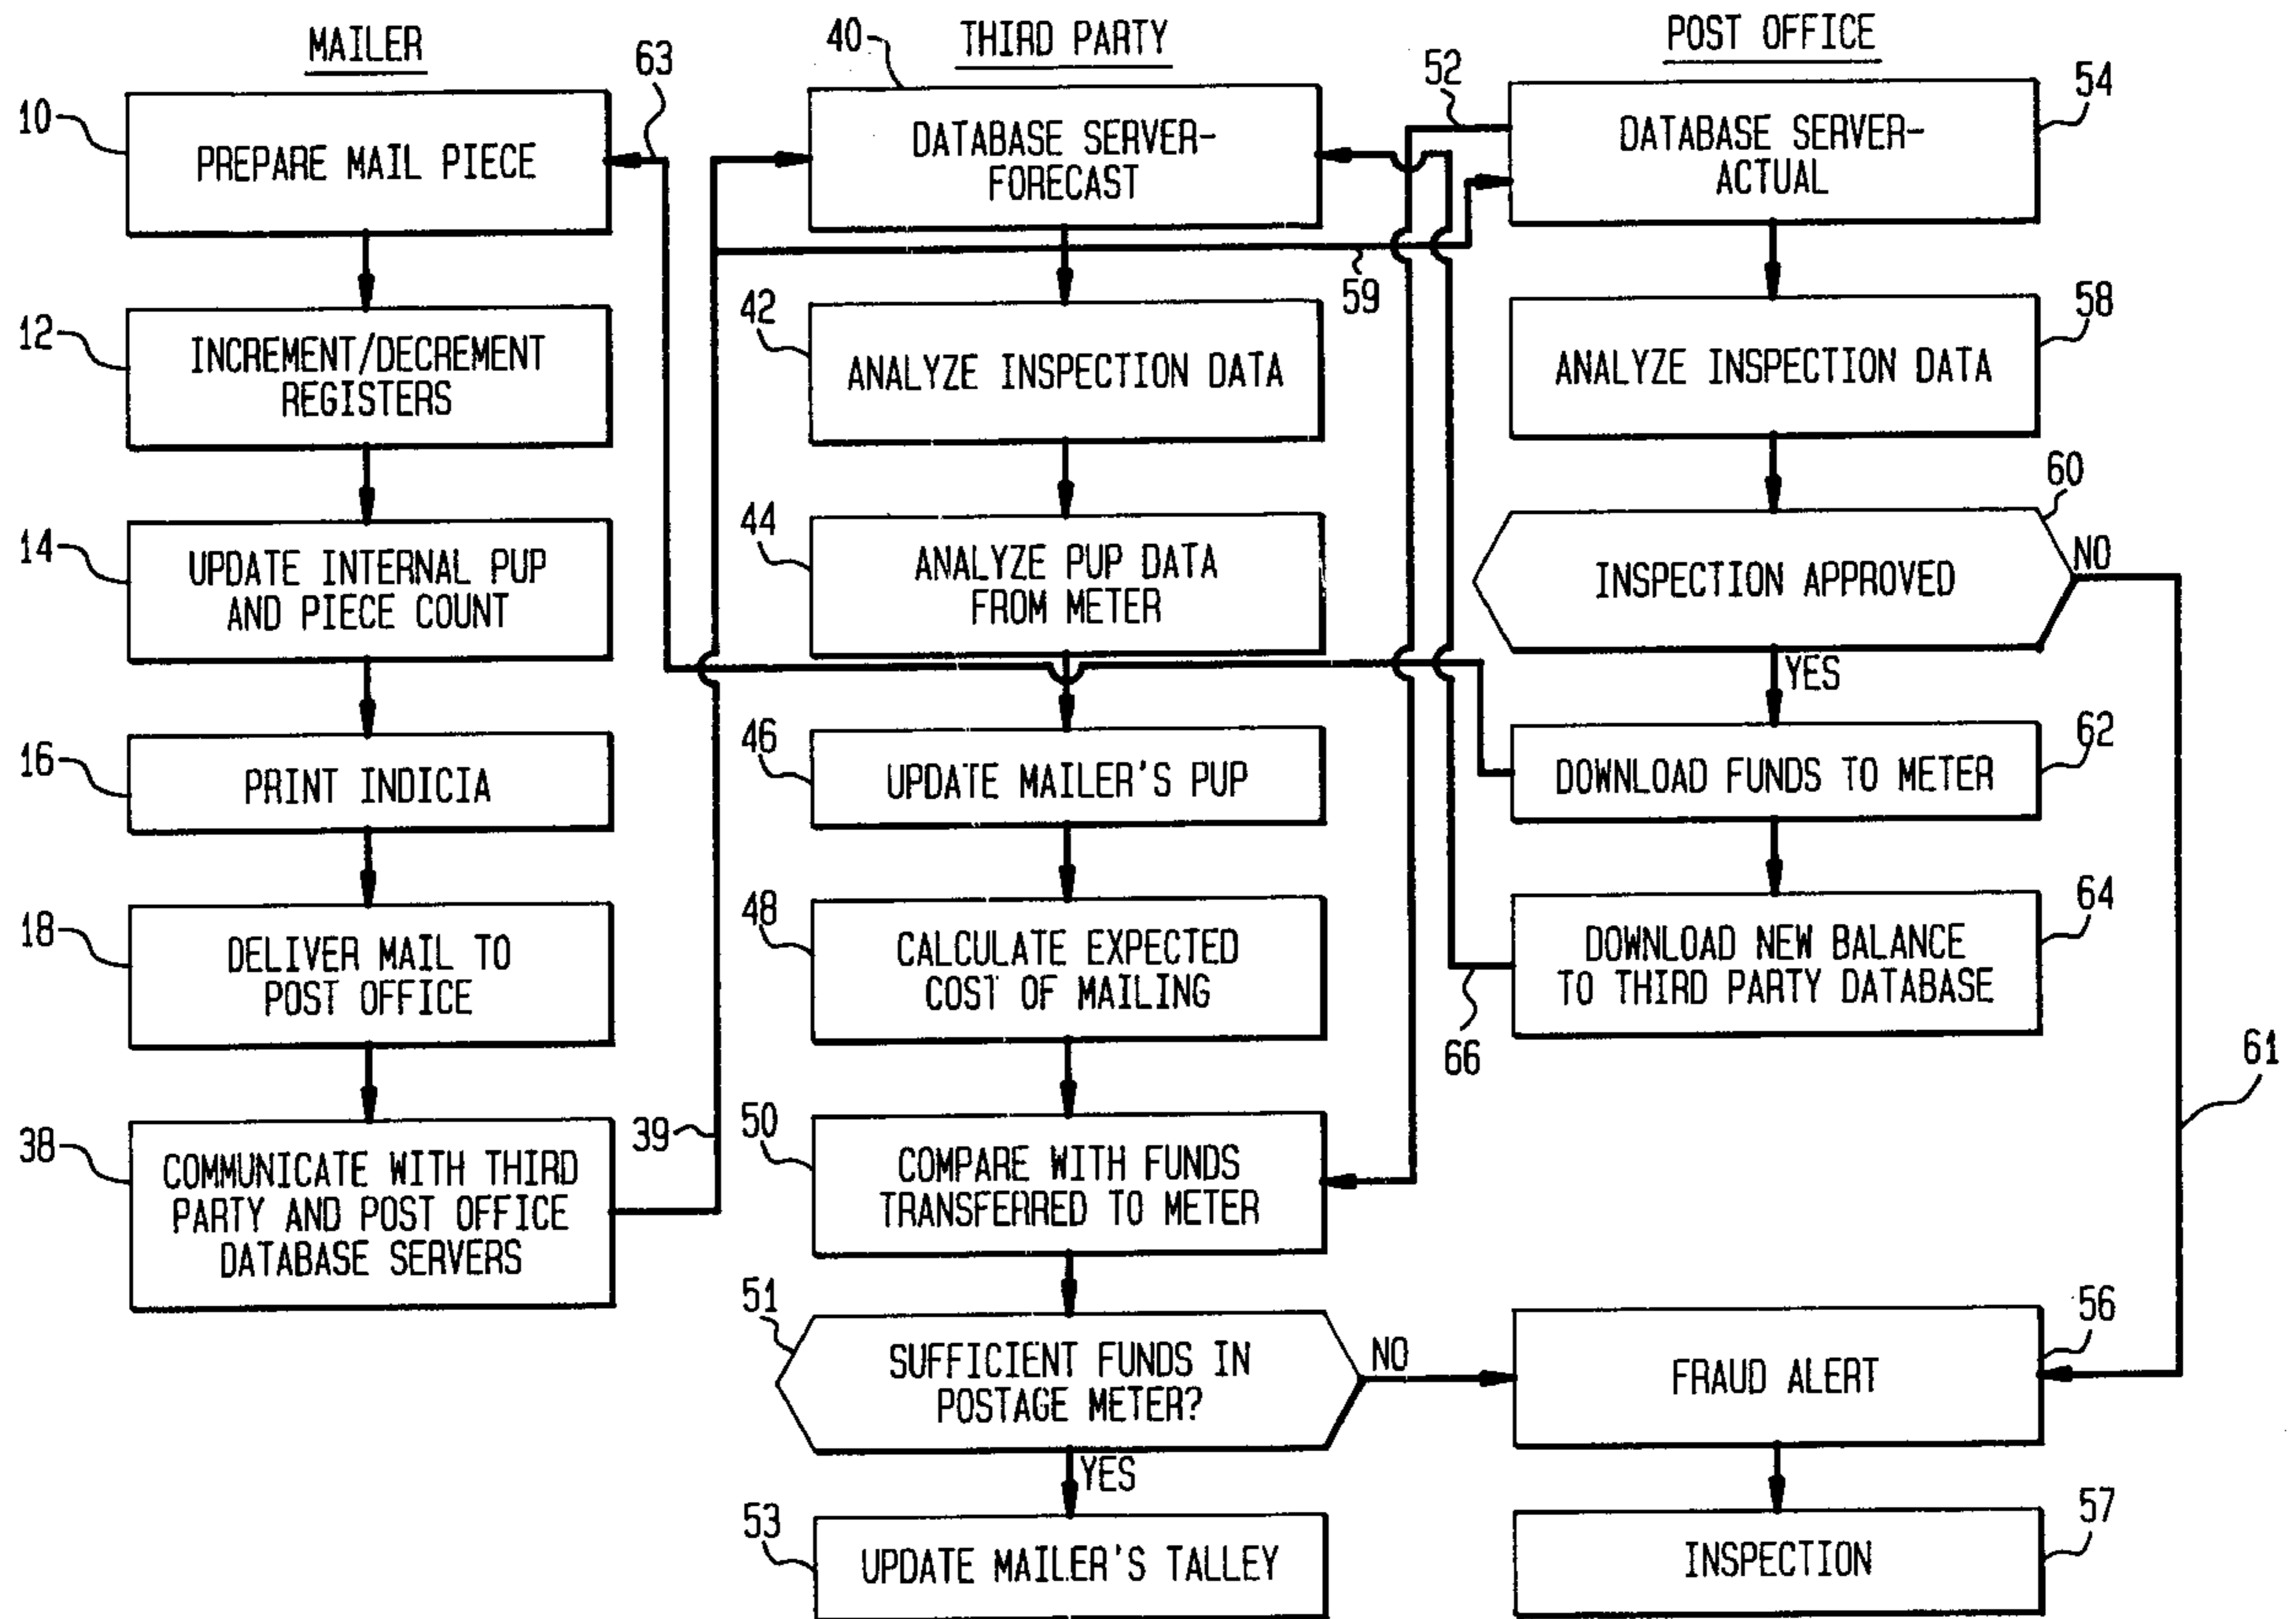 MAILER
63
10
PREPARE MAIL PIECE
12
INCREMENT/DECREMENT
REGISTERS
14
UPDATE INTERNAL PUP
AND PIECE COUNT
16
PRINT INDICIA
18
DELIVER MAIL TO
POST OFFICE
38
COMMUNICATE WITH THIRD
PARTY AND POST OFFICE
DATABASE SERVERS
39
THIRD PARTY
40
DATABASE SERVER-
FORECAST
59
42
ANALYZE INSPECTION DATA
44
ANALYZE PUP DATA
FROM METER
46
UPDATE MAILER'S PUP
48
CALCULATE EXPECTED
COST OF MAILING
50
COMPARE WITH FUNDS
TRANSFERRED TO METER
51
SUFFICIENT FUNDS IN
POSTAGE METER?
NO
YES
53
UPDATE MAILER'S TALLEY
POST OFFICE
52
54
DATABASE SERVER-
ACTUAL
58
ANALYZE INSPECTION DATA
60
INSPECTION APPROVED
NO
YES
62
DOWNLOAD FUNDS TO METER
64
DOWNLOAD NEW BALANCE
TO THIRD PARTY DATABASE
66
61
56
FRAUD ALERT
57
INSPECTION